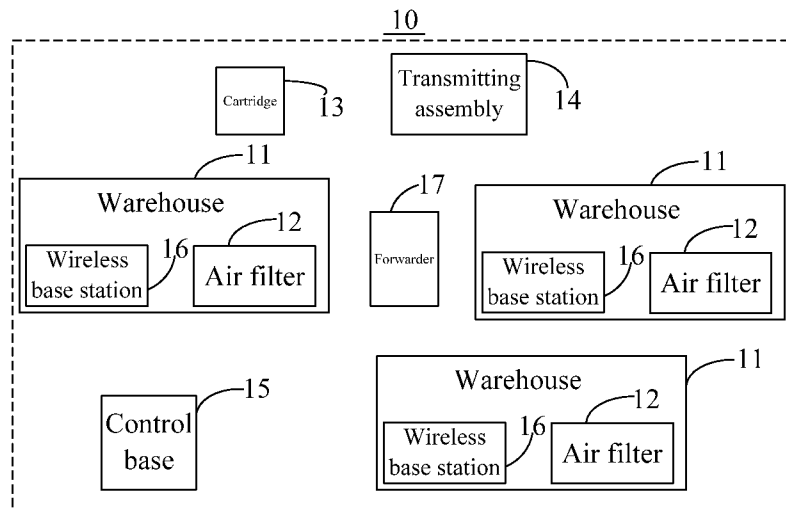 10
Cartridge
13
Transmitting
assembly
14
11
Warehouse
12
16
Wireless
base station
Air filter
17
Forwarder
11
Warehouse
12
16
Wireless
base station
Air filter
15
Control
base
11
Warehouse
12
16
Wireless
base station
Air filter